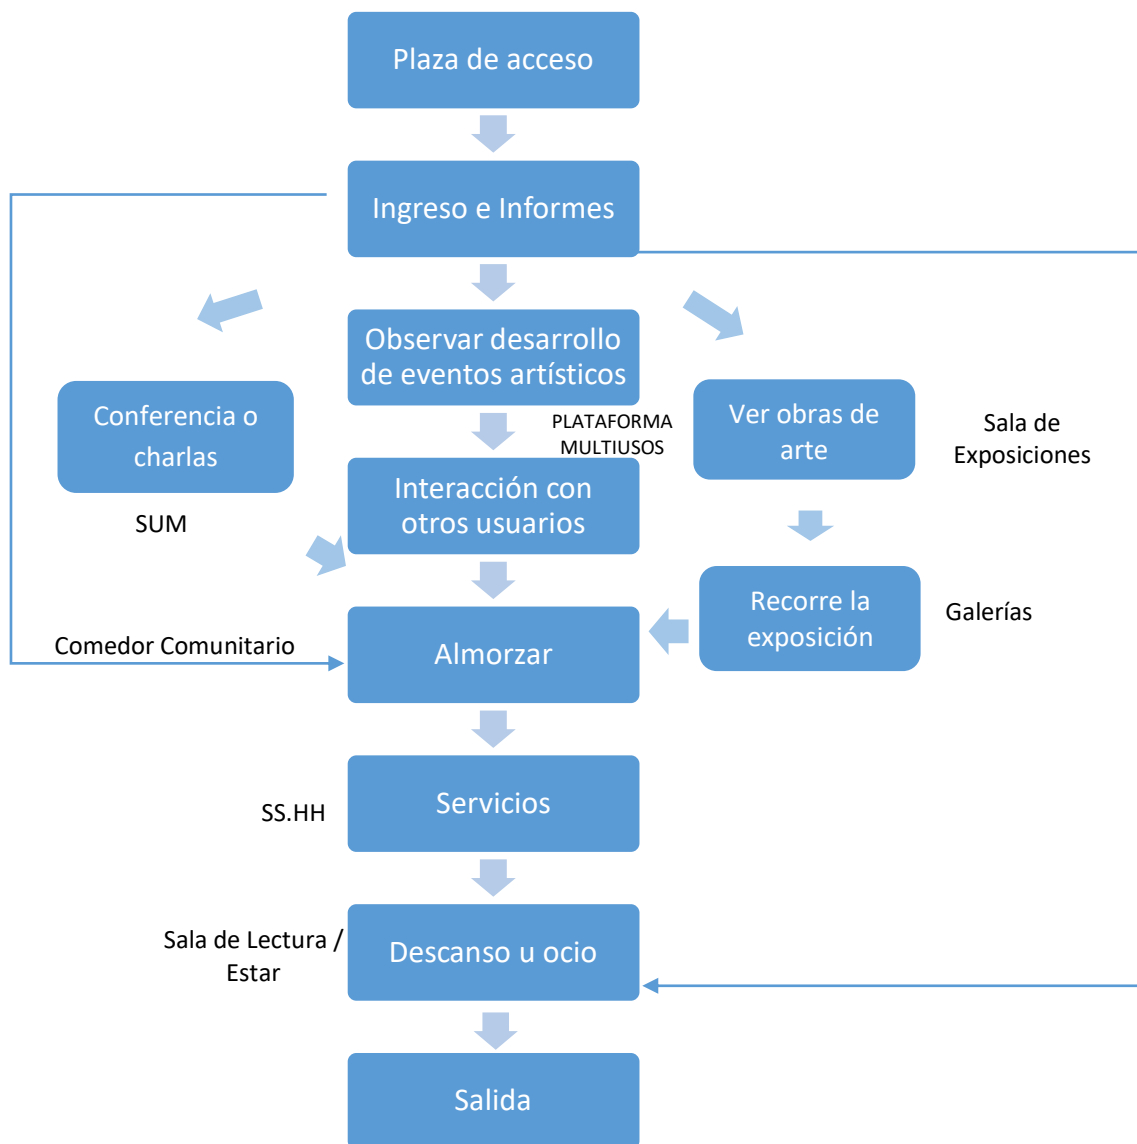 Plaza de acceso
Ingreso e Informes
Observar desarrollo
de eventos artísticos
Conferencia o
charlas
SUM
PLATAFORMA
MULTIUSOS
Ver obras de
arte
Sala de
Exposiciones
Interacción con
otros usuarios
Recorre la
exposición
Galerías
Comedor Comunitario
Almorzar
SS.HH
Servicios
Sala de Lectura /
Estar
Descanso u ocio
Salida